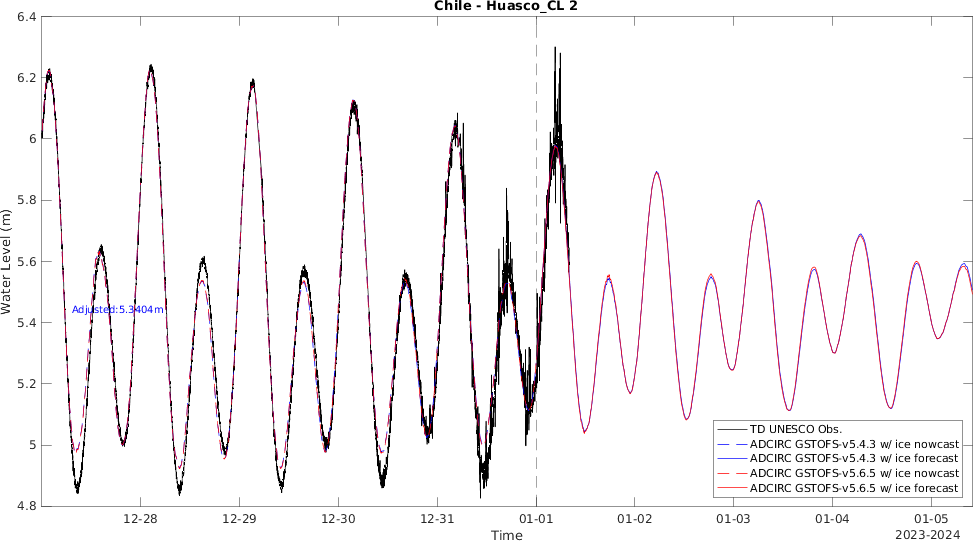 Chile - Huasco_CL 2
6.4
6.2
6
5.8
5.6
5.4
5.2
5
4.8
Water Level (m)
Adjusted:5.3404m
TD UNESCO Obs.
ADCIRC GSTOFS-v5.4.3 w/ ice nowcast
ADCIRC GSTOFS-v5.4.3 w/ ice forecast
ADCIRC GSTOFS-v5.6.5 w/ ice nowcast
ADCIRC GSTOFS-v5.6.5 w/ ice forecast
12-28 12-29 12-30 12-31 01-01 01-02 01-03 01-04 01-05
Time
2023-2024